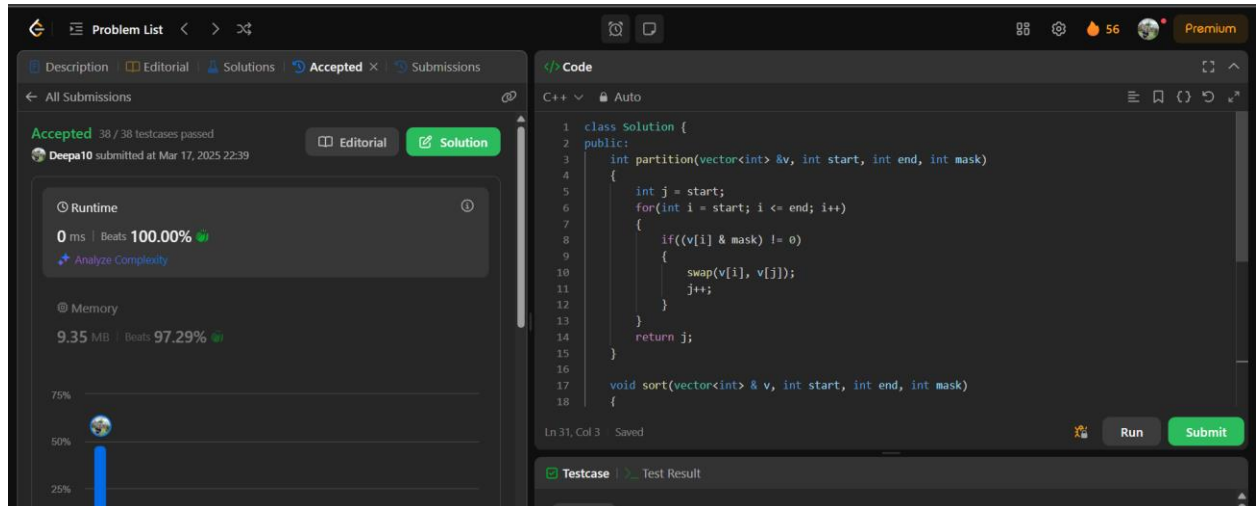 Problem List
56
Premium
Description
Editorial
Solutions
Accepted
Submissions
All Submissions
Accepted 38 / 38 testcases passed
Deepa10 submitted at Mar 17, 2025 22:39
Editorial
Solution
Runtime
0 ms | Beats 100.00%
Analyze Complexity
Memory
9.35 MB | Beats 97.29%
75%
50%
25%
</> Code
C++
Auto
1 class Solution {
2 public:
3 int partition(vector<int> &v, int start, int end, int mask)
4 {
5 int j = start;
6 for(int i = start; i <= end; i++)
7 {
8 if((v[i] & mask) != 0)
9 {
10 swap(v[i], v[j]);
11 j++;
12 }
13 }
14 return j;
15 }
16
17 void sort(vector<int> & v, int start, int end, int mask)
18 {
Ln 31, Col 3 | Saved
Run
Submit
Testcase
>_ Test Result